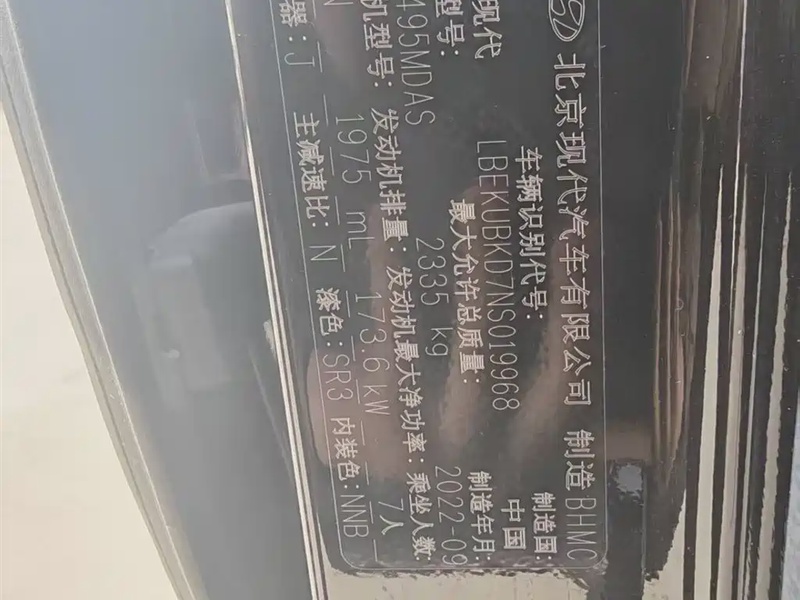 北京现代汽车有限公司 制造 BHMC
车辆识别代号: 制造国:
LBEKUBKD7NS019968 中国
现代 最大允许总质量: 制造年月:
型号: 2335 kg 2022-09
495MDAS 发动机最大净功率: 乘坐人数:
机型号: 发动机排量: 173.6 kW 7人
N 1975 mL
器: J 主减速比: N 漆色: SR3 内装色: NNB